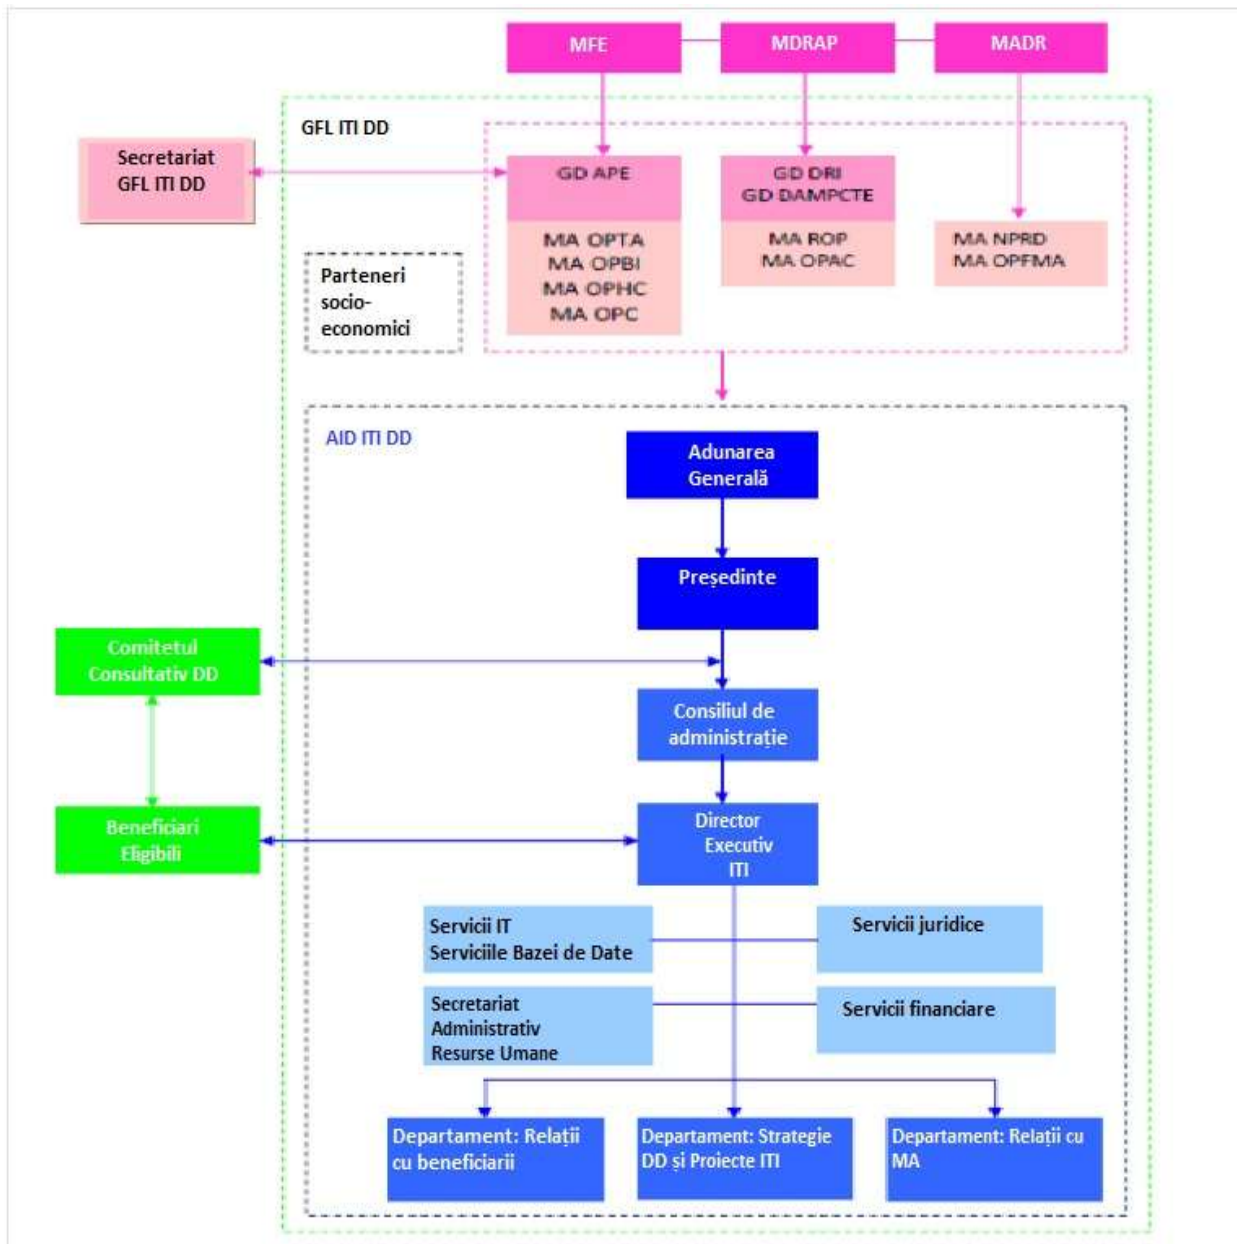 MFE
MDRAP
MADR
GFL ITI DD
Secretariat
GFL ITI DD
GD APE
GD DRI
GD DAMPCTE
MA OPTA
MA OPBI
MA OPHC
MA OPC
MA ROP
MA OPAC
MA NPRD
MA OPFMA
Parteneri
socio-
economici
AID ITI DD
Adunarea
Generală
Președinte
Comitetul
Consultativ DD
Consiliul de
administrație
Beneficiari
Eligibili
Director
Executiv
ITI
Servicii IT
Serviciile Bazei de Date
Servicii juridice
Secretariat
Administrativ
Resurse Umane
Servicii financiare
Departament: Relații
cu beneficiarii
Departament: Strategie
DD și Proiecte ITI
Departament: Relații cu
MA